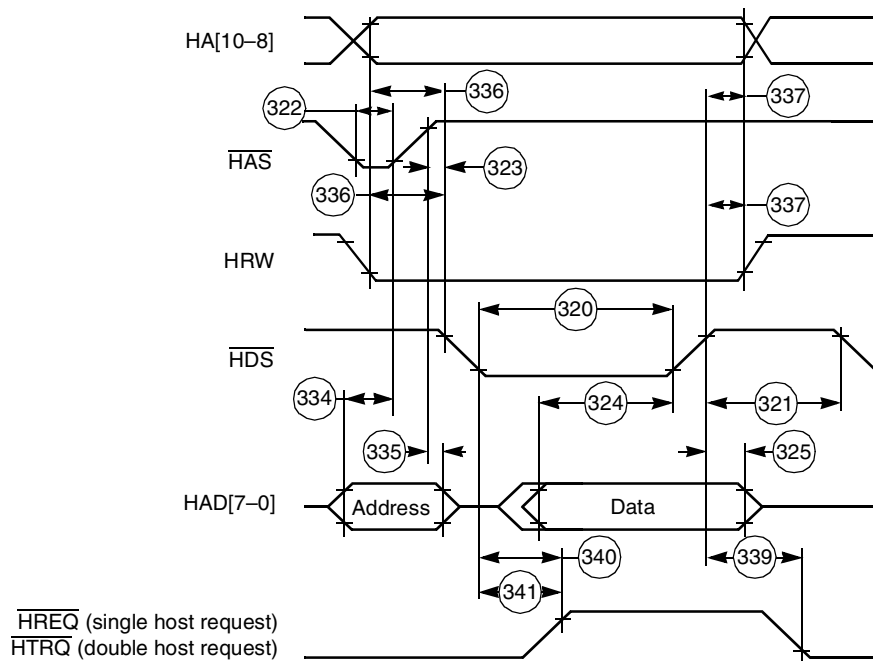 HA[10–8]
336
337
322
HAS
323
336
337
HRW
320
HDS
334
324
321
335
325
HAD[7–0]
Address
Data
340
339
341
HREQ (single host request)
HTRQ (double host request)